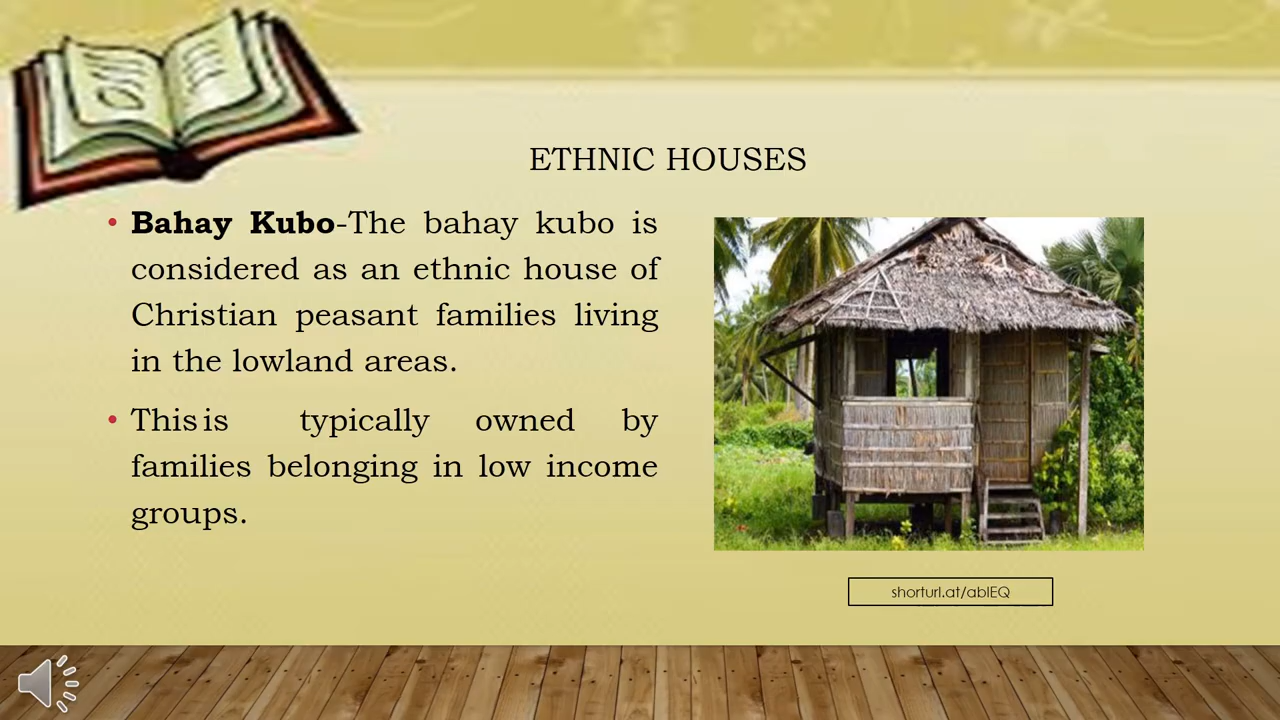 ETHNIC HOUSES
• Bahay Kubo-The bahay kubo is
considered as an ethnic house of
Christian peasant families living
in the lowland areas.
• This is typically owned by
families belonging in low income
groups.
shorturl.at/ablEQ